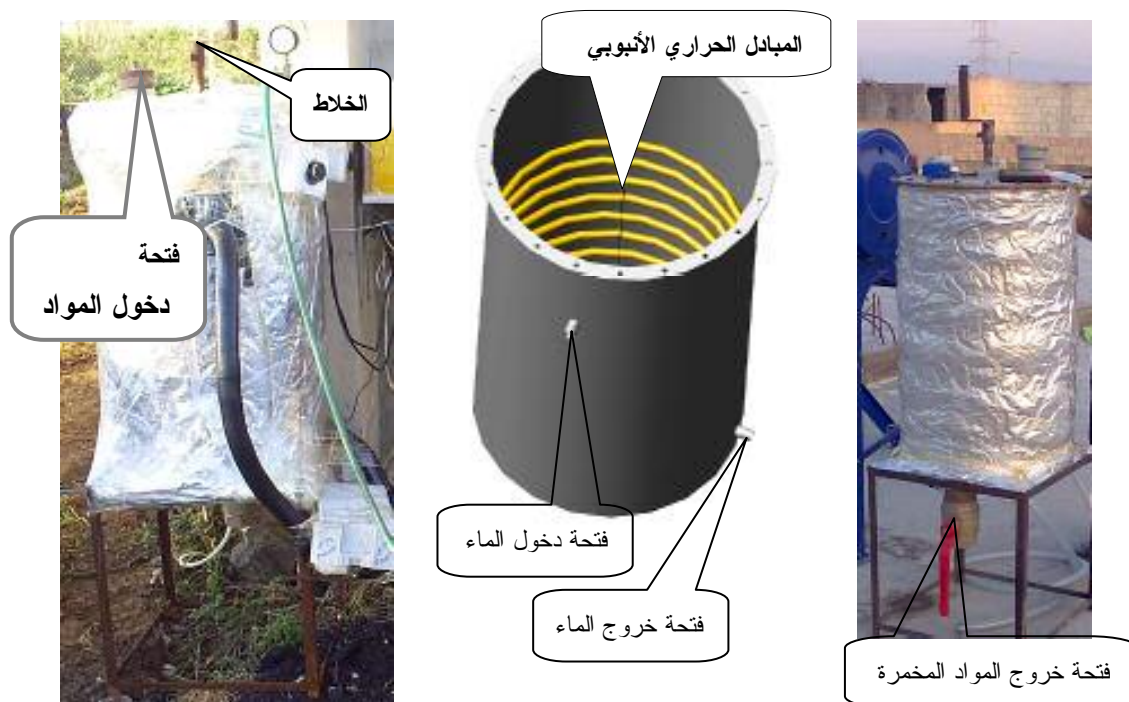 المبادل الحراري الأنبوبي
الخلاط
فتحة
دخول المواد
فتحة دخول الماء
فتحة خروج الماء
فتحة خروج المواد المخمرة